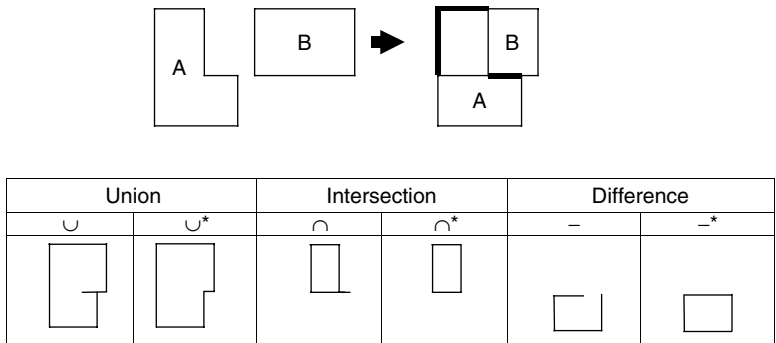 A B B
A
Union Intersection Difference
∪ ∪* ∩ ∩* – –*